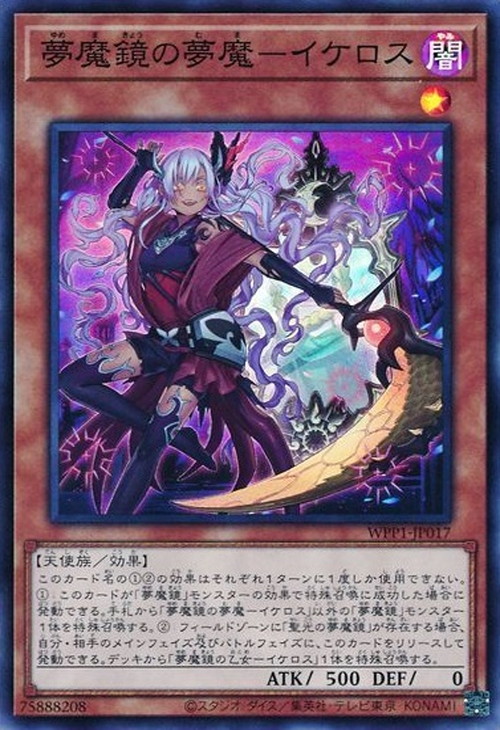 夢魔鏡の夢魔－イケロス
闇
WPP1-JP017
【天使族／効果】
このカード名の①②の効果はそれぞれ1ターンに1度しか使用できない。
①：このカードが「夢魔鏡」モンスターの効果で特殊召喚に成功した場合に
発動できる。手札から「夢魔鏡の夢魔－イケロス」以外の「夢魔鏡」モンスター
1体を特殊召喚する。②：フィールドゾーンに「聖光の夢魔鏡」が存在する場合、
自分・相手のメインフェイズ及びバトルフェイズに、このカードをリリースして
発動できる。デッキから「夢魔鏡の乙女－イケロス」1体を特殊召喚する。
ATK/ 500 DEF/ 0
75888208 ©スタジオ・ダイス／集英社・テレビ東京 KONAMI